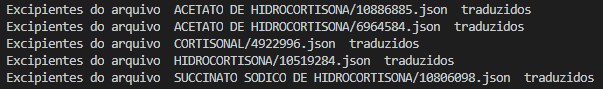 Excipientes do arquivo  ACETATO DE HIDROCORTISONA/10886885.json  traduzidos
Excipientes do arquivo  ACETATO DE HIDROCORTISONA/6964584.json  traduzidos
Excipientes do arquivo  CORTISONAL/4922996.json  traduzidos
Excipientes do arquivo  HIDROCORTISONA/10519284.json  traduzidos
Excipientes do arquivo  SUCCINATO SODICO DE HIDROCORTISONA/10806098.json  traduzidos